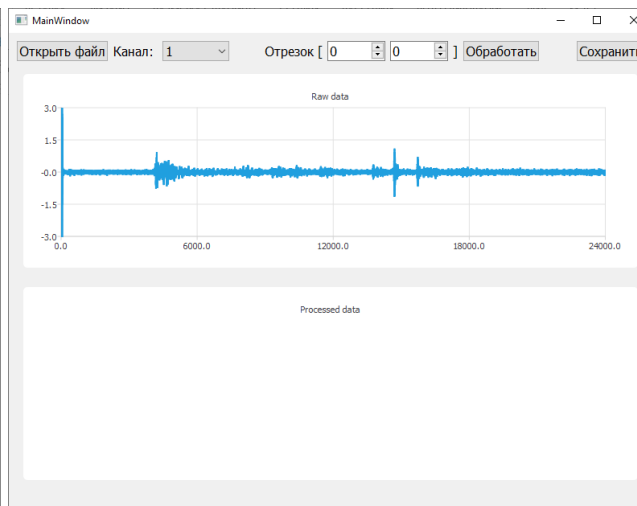 MainWindow
Открыть файл Канал: 1 Отрезок [ 0 0 ] Обработать Сохранить
Raw data
3.0
1.5
-0.0
-1.5
-3.0
0.0 6000.0 12000.0 18000.0 24000.0
Processed data